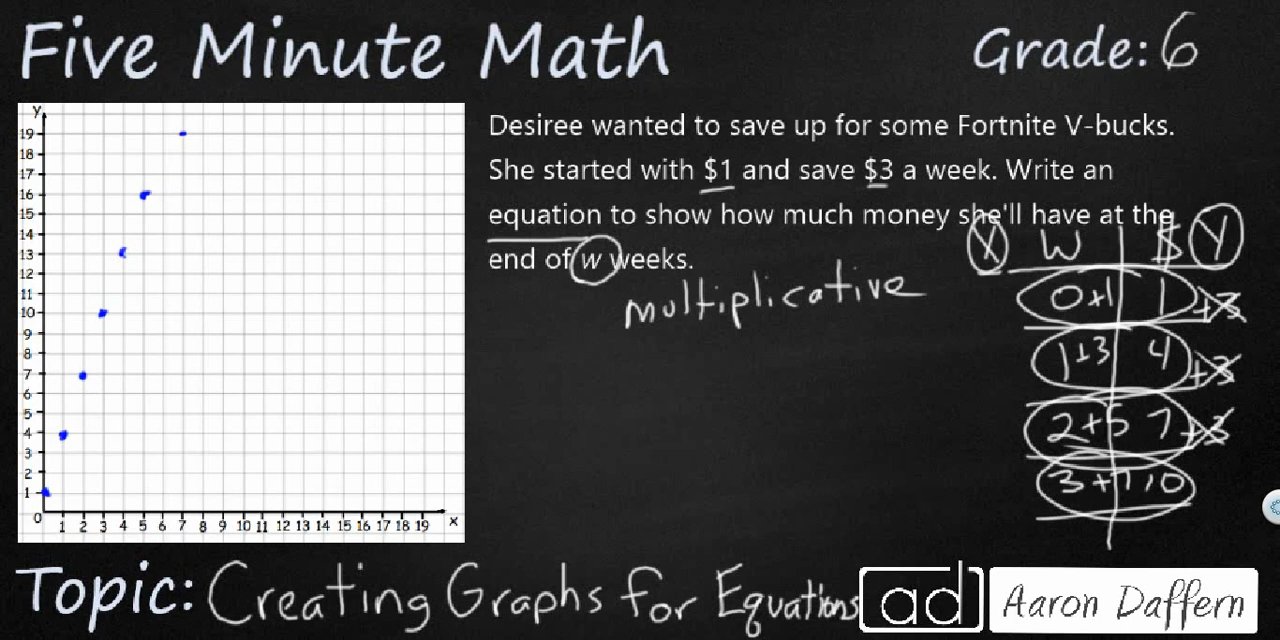 Five Minute Math
Grade: 6
y
19
18
17
16
15
14
13
12
11
10
9
8
7
6
5
4
3
2
1
0
1 2 3 4 5 6 7 8 9 10 11 12 13 14 15 16 17 18 19 x
Desiree wanted to save up for some Fortnite V-bucks.
She started with $1 and save $3 a week. Write an
equation to show how much money she'll have at the
end of w weeks.
multiplicative
X W $ Y
0+1 1 +3
1+3 4 +3
2+5 7 +3
3+7 10
Topic: Creating Graphs for Equations
ad Aaron Daffern